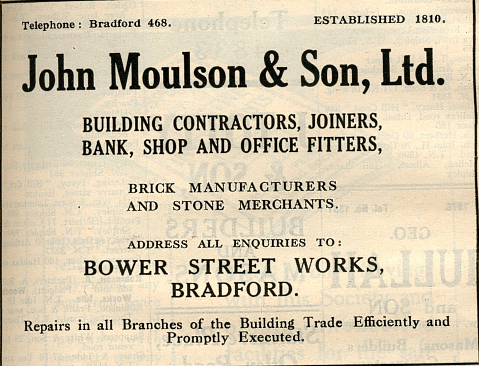 Telephone: Bradford 468. ESTABLISHED 1810.
John Moulson & Son, Ltd.
BUILDING CONTRACTORS, JOINERS,
BANK, SHOP AND OFFICE FITTERS,
BRICK MANUFACTURERS
AND STONE MERCHANTS.
ADDRESS ALL ENQUIRIES TO:
BOWER STREET WORKS,
BRADFORD.
Repairs in all Branches of the Building Trade Efficiently and
Promptly Executed.